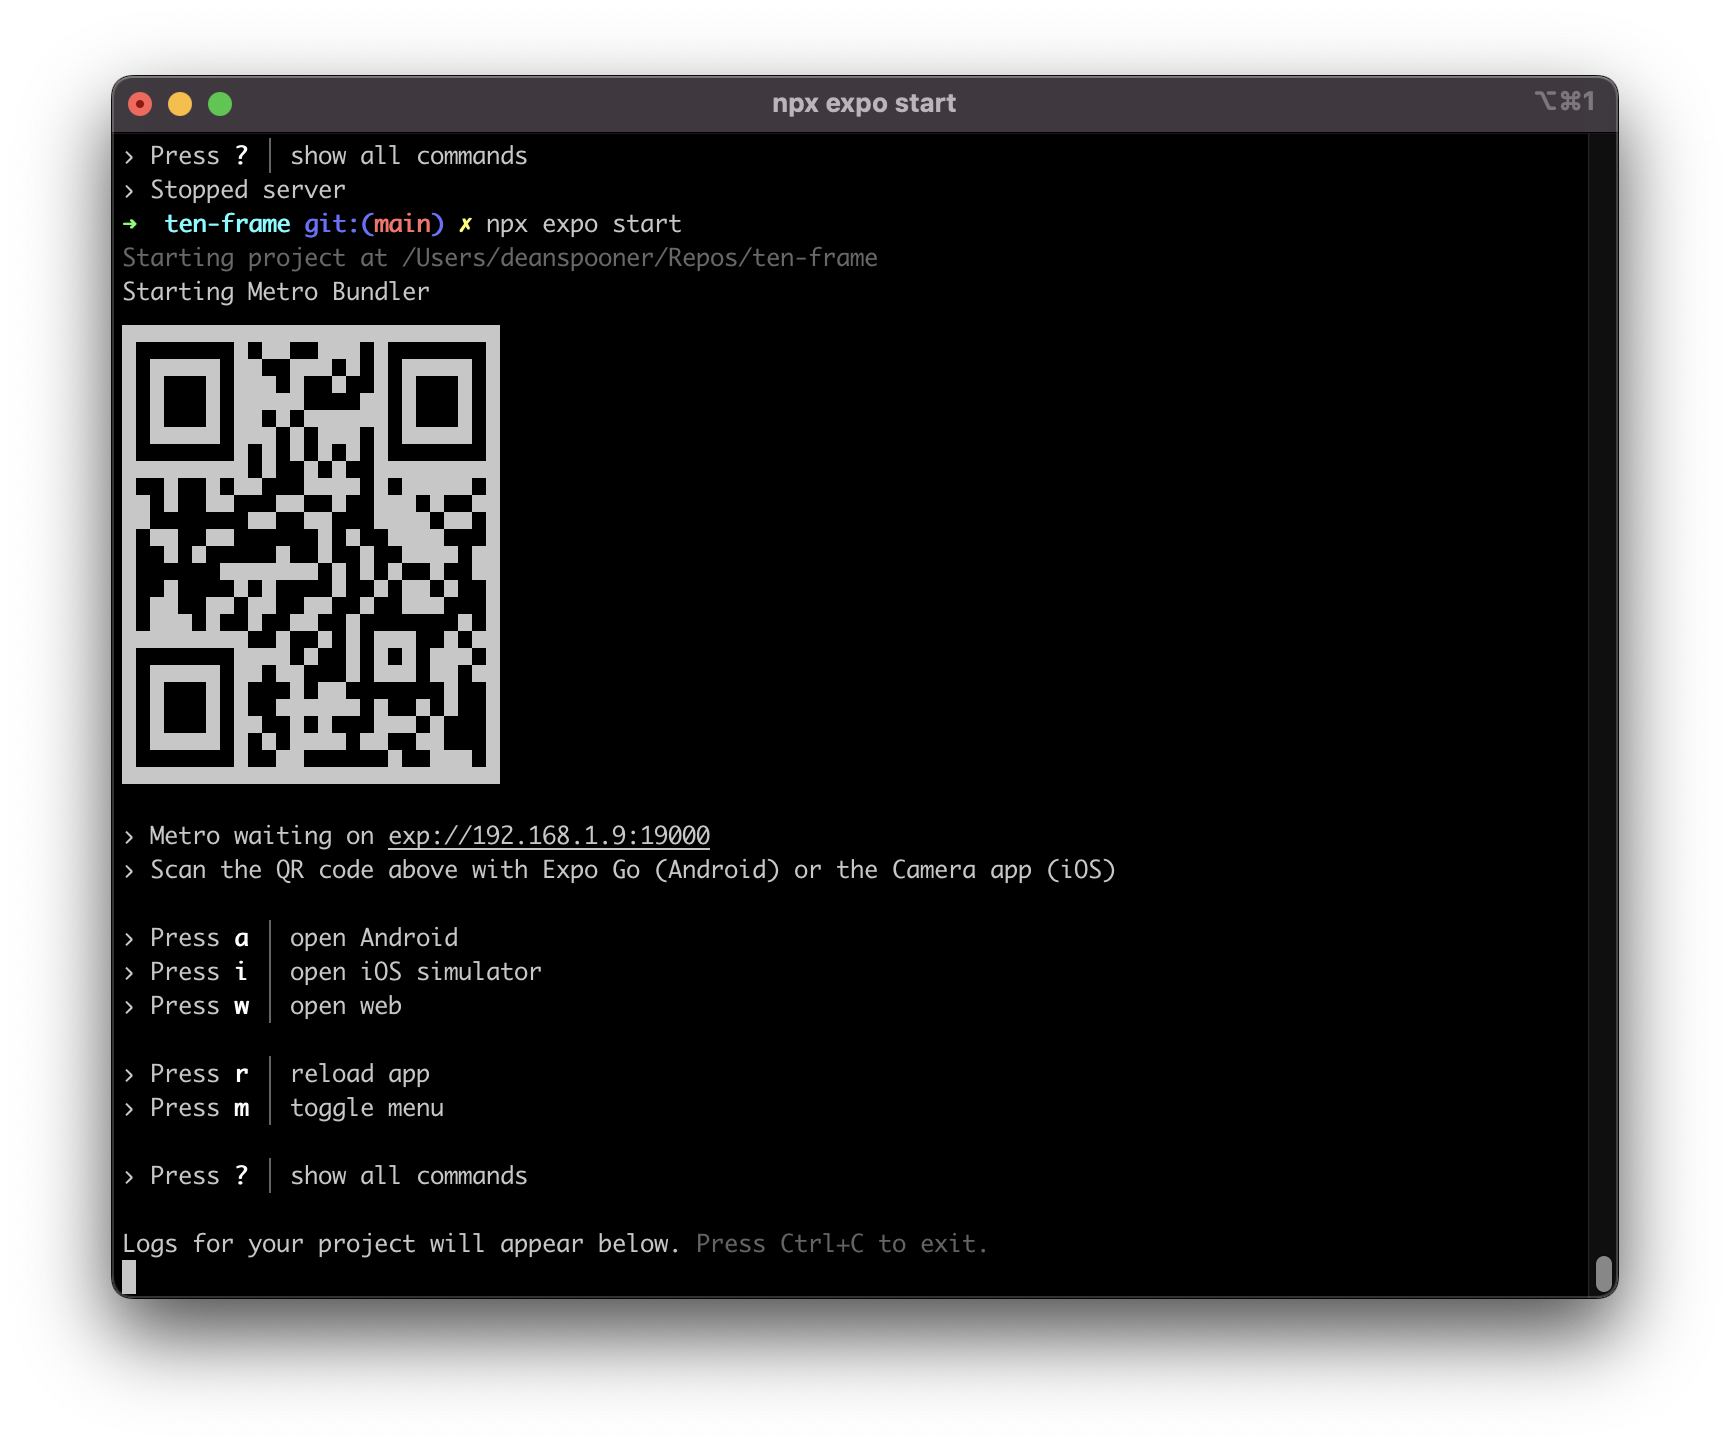 npx expo start
⌥⌘1
› Press ? │ show all commands
› Stopped server
➜  ten-frame git:(main) ✗ npx expo start
Starting project at /Users/deanspooner/Repos/ten-frame
Starting Metro Bundler
› Metro waiting on exp://192.168.1.9:19000
› Scan the QR code above with Expo Go (Android) or the Camera app (iOS)
› Press a │ open Android
› Press i │ open iOS simulator
› Press w │ open web
› Press r │ reload app
› Press m │ toggle menu
› Press ? │ show all commands
Logs for your project will appear below. Press Ctrl+C to exit.